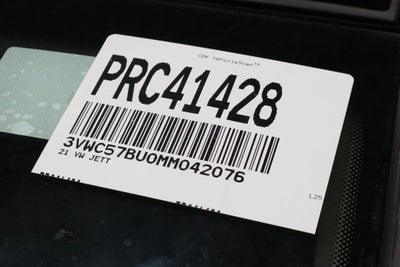 CDK VehicleScan™
PRC41428
3VWC57BU0MM042076
21 VW JETT
L25